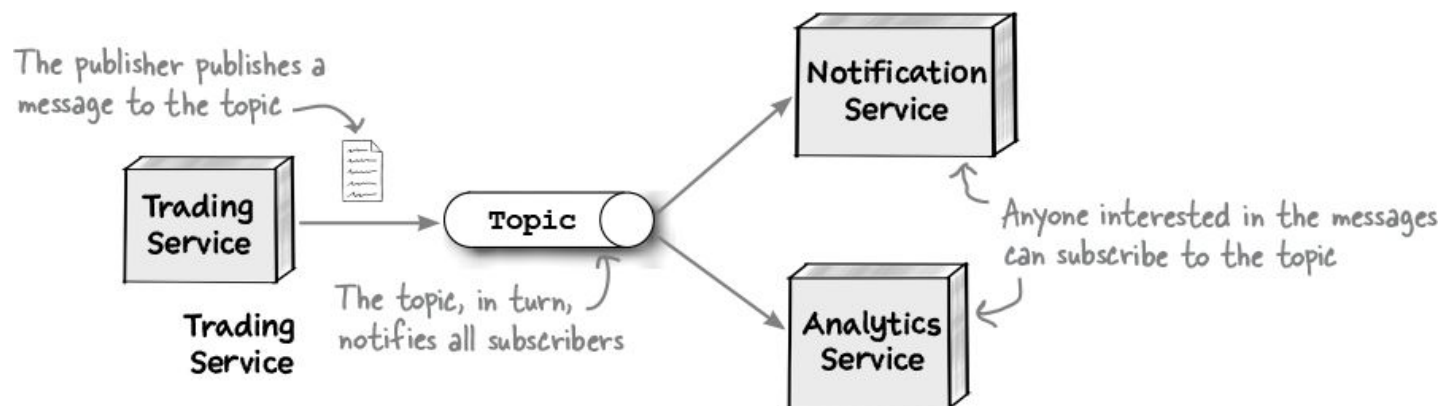 The publisher publishes a
message to the topic
Trading
Service
Trading
Service
Topic
The topic, in turn,
notifies all subscribers
Notification
Service
Anyone interested in the messages
can subscribe to the topic
Analytics
Service